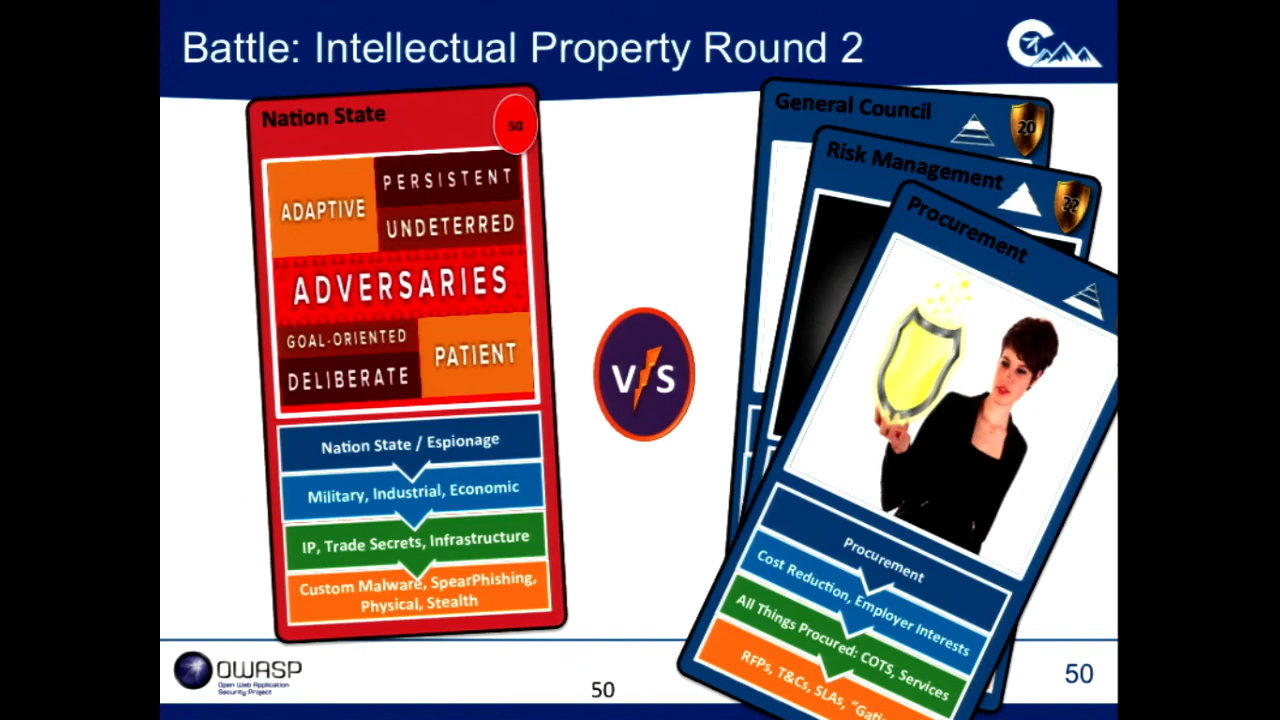 Battle: Intellectual Property Round 2
Nation State
50
ADAPTIVE
PERSISTENT
UNDETERRED
ADVERSARIES
GOAL-ORIENTED
DELIBERATE
PATIENT
Nation State / Espionage
Military, Industrial, Economic
IP, Trade Secrets, Infrastructure
Custom Malware, SpearPhishing,
Physical, Stealth
V/S
General Council
20
Risk Management
22
Procurement
Procurement
Cost Reduction, Employer Interests
All Things Procured: COTS, Services
RFPs, T&Cs, SLAs,
OWASP
Open Web Application
Security Project
50
50